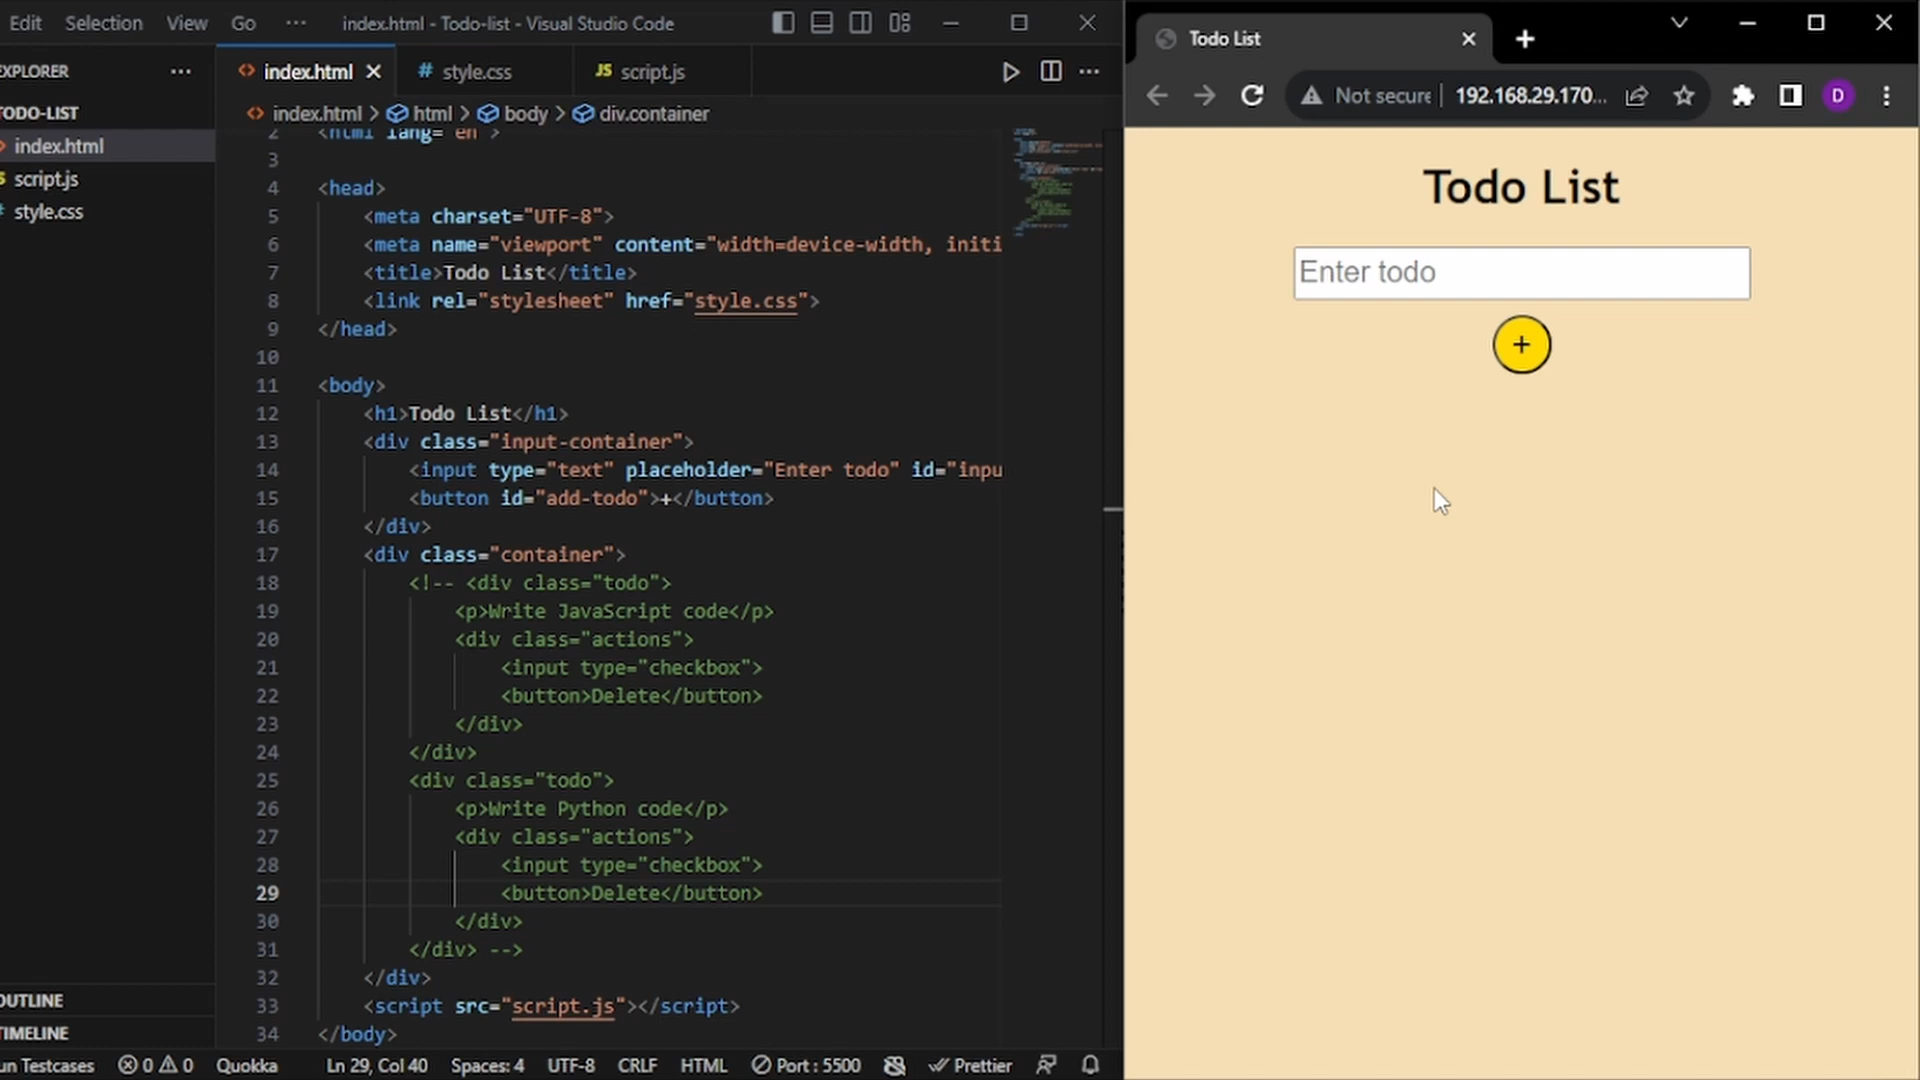 Edit Selection View Go ··· index.html - Todo-list - Visual Studio Code
EXPLORER ···
TODO-LIST
index.html
script.js
style.css
OUTLINE
TIMELINE
<> index.html × # style.css JS script.js ···
<> index.html > html > body > div.container
2 <html lang="en">
3
4 <head>
5 <meta charset="UTF-8">
6 <meta name="viewport" content="width=device-width, initi
7 <title>Todo List</title>
8 <link rel="stylesheet" href="style.css">
9 </head>
10
11 <body>
12 <h1>Todo List</h1>
13 <div class="input-container">
14 <input type="text" placeholder="Enter todo" id="inpu
15 <button id="add-todo">+</button>
16 </div>
17 <div class="container">
18 <!-- <div class="todo">
19 <p>Write JavaScript code</p>
20 <div class="actions">
21 <input type="checkbox">
22 <button>Delete</button>
23 </div>
24 </div>
25 <div class="todo">
26 <p>Write Python code</p>
27 <div class="actions">
28 <input type="checkbox">
29 <button>Delete</button>
30 </div>
31 </div> -->
32 </div>
33 <script src="script.js"></script>
34 </body>
un Testcases 0 0 Quokka Ln 29, Col 40 Spaces: 4 UTF-8 CRLF HTML Port : 5500 Prettier
Todo List
Not secure 192.168.29.170... D
Todo List
Enter todo
+